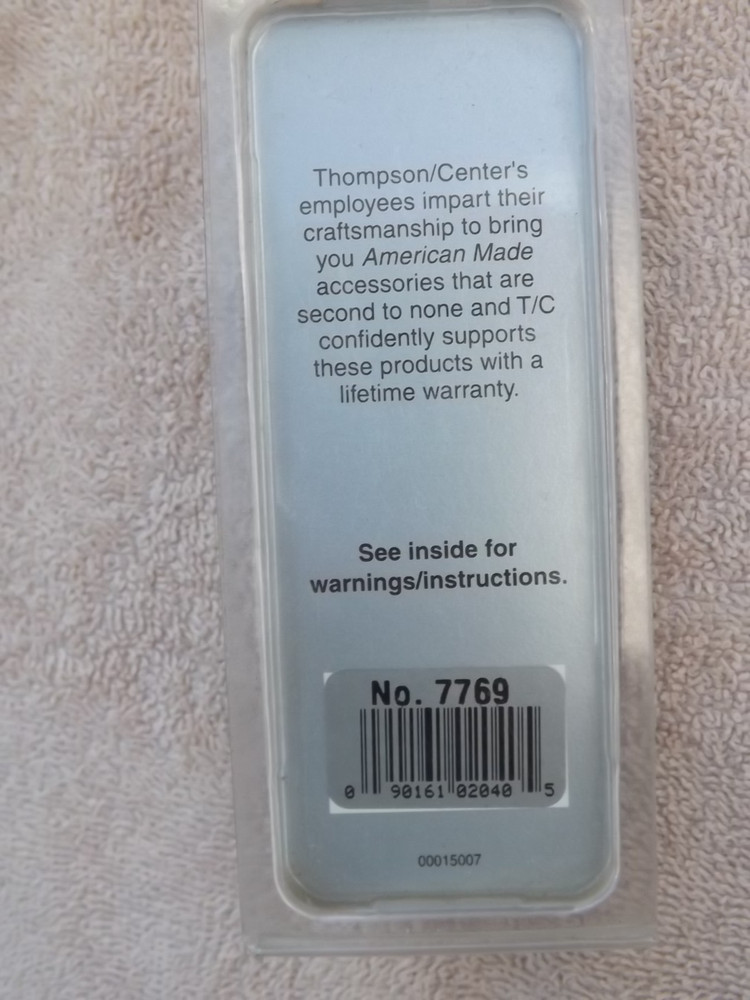 Thompson/Center's
employees impart their
craftsmanship to bring
you American Made
accessories that are
second to none and T/C
confidently supports
these products with a
lifetime warranty.
See inside for
warnings/instructions.
No. 7769
0 90161 02040 5
00015007